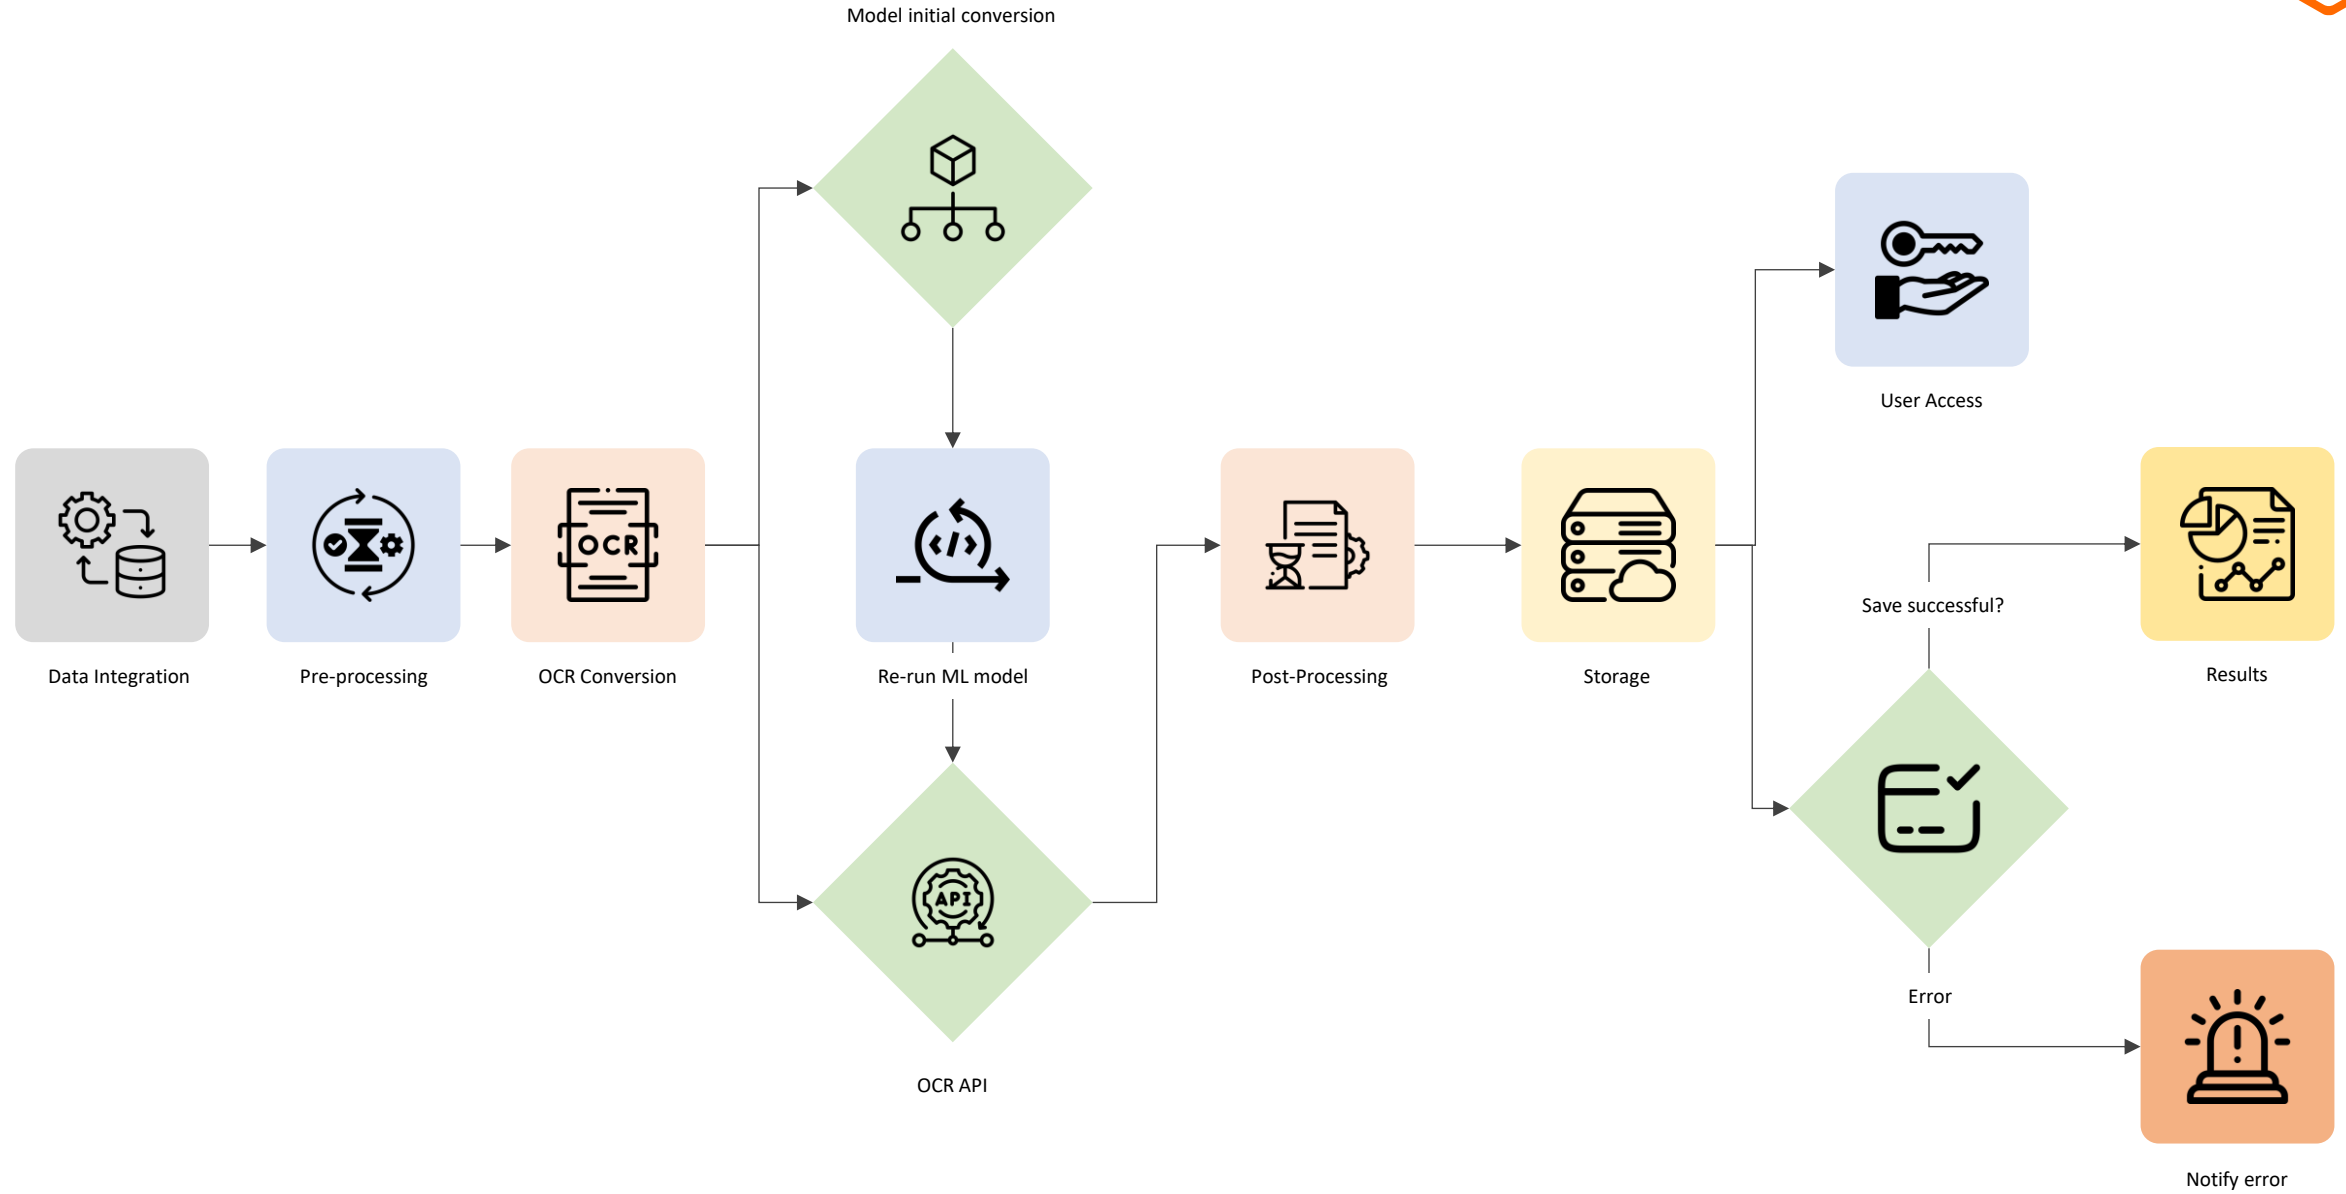 Model initial conversion
User Access
Data Integration
Pre-processing
OCR
OCR Conversion
Re-run ML model
Post-Processing
Storage
Save successful?
Results
API
OCR API
Error
Notify error